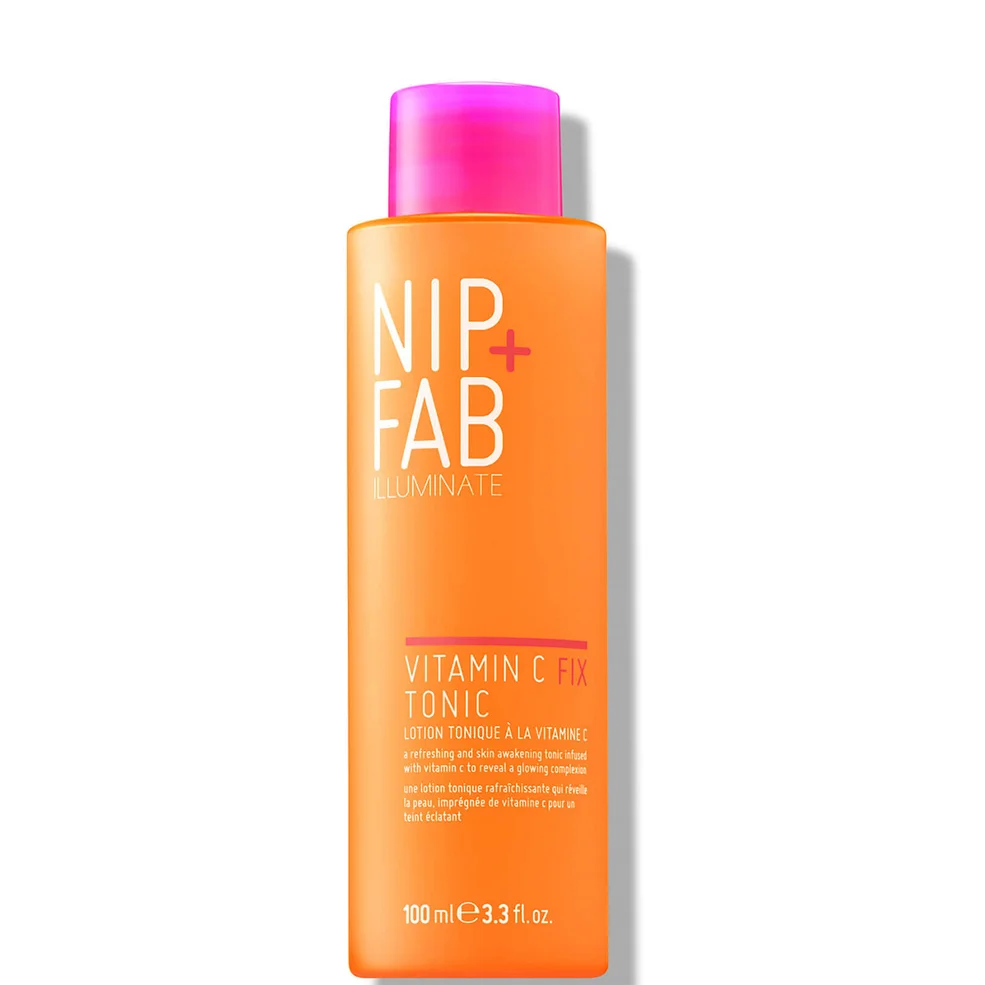 NIP+
FAB
ILLUMINATE
VITAMIN C FIX
TONIC
LOTION TONIQUE À LA VITAMINE C
a refreshing and skin awakening tonic infused
with vitamin c to reveal a glowing complexion
une lotion tonique rafraîchissante qui réveille
la peau, imprégnée de vitamine c pour un
teint éclatant
100 ml ℮ 3.3 fl. oz.